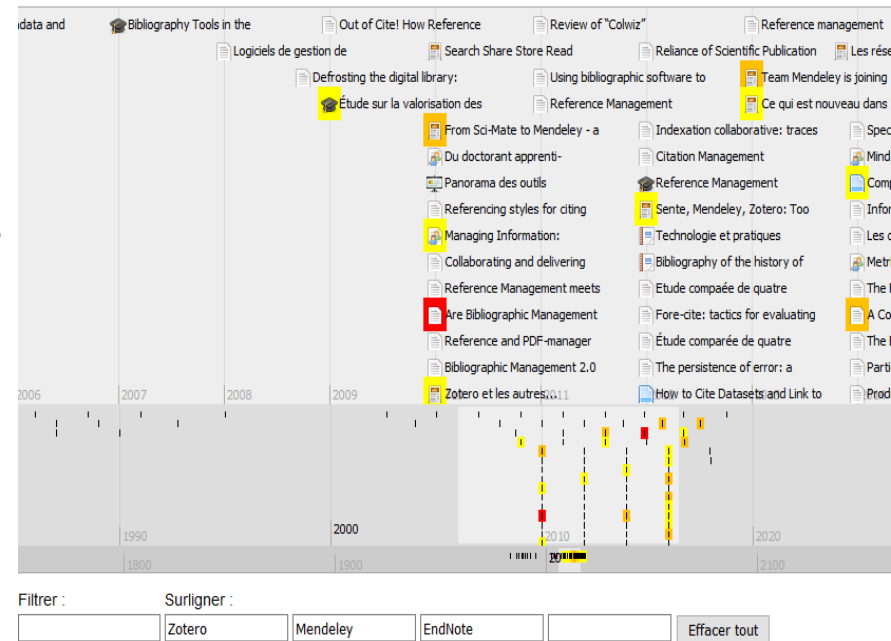 data and
Bibliography Tools in the
Out of Cite! How Reference
Review of "Colwiz"
Reference management
Logiciels de gestion de
Search Share Store Read
Reliance of Scientific Publication
Les rése
Defrosting the digital library:
Using bibliographic software to
Team Mendeley is joining
Étude sur la valorisation des
Reference Management
Ce qui est nouveau dans
From Sci-Mate to Mendeley - a
Indexation collaborative: traces
Spec
Du doctorant apprenti-
Citation Management
Mind
Panorama des outils
Reference Management
Comp
Referencing styles for citing
Sente, Mendeley, Zotero: Too
Infor
Managing Information:
Technologie et pratiques
Les
Collaborating and delivering
Bibliography of the history of
Metri
Reference Management meets
Etude compaée de quatre
The
Are Bibliographic Management
Fore-cite: tactics for evaluating
A Co
Reference and PDF-manager
Étude comparée de quatre
The
Bibliographic Management 2.0
The persistence of error: a
Parti
2006
2007
2008
2009
Zotero et les autres...
2011
How to Cite Datasets and Link to
Prod
1990
2000
2010
2020
1800
1900
20
2100
Filtrer :
Surligner :
Zotero
Mendeley
EndNote
Effacer tout